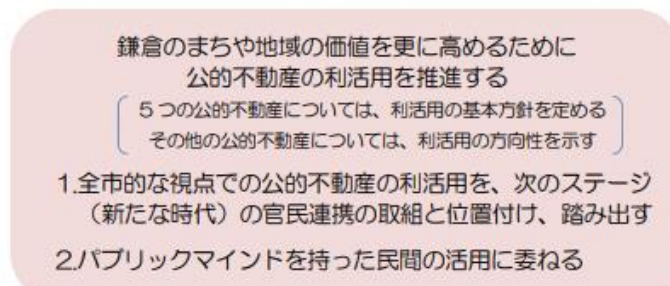 鎌倉のまちや地域の価値を更に高めるために
公的不動産の利活用を推進する
５つの公的不動産については、利活用の基本方針を定める
その他の公的不動産については、利活用の方向性を示す
1.全市的な視点での公的不動産の利活用を、次のステージ
（新たな時代）の官民連携の取組と位置付け、踏み出す
2.パブリックマインドを持った民間の活用に委ねる